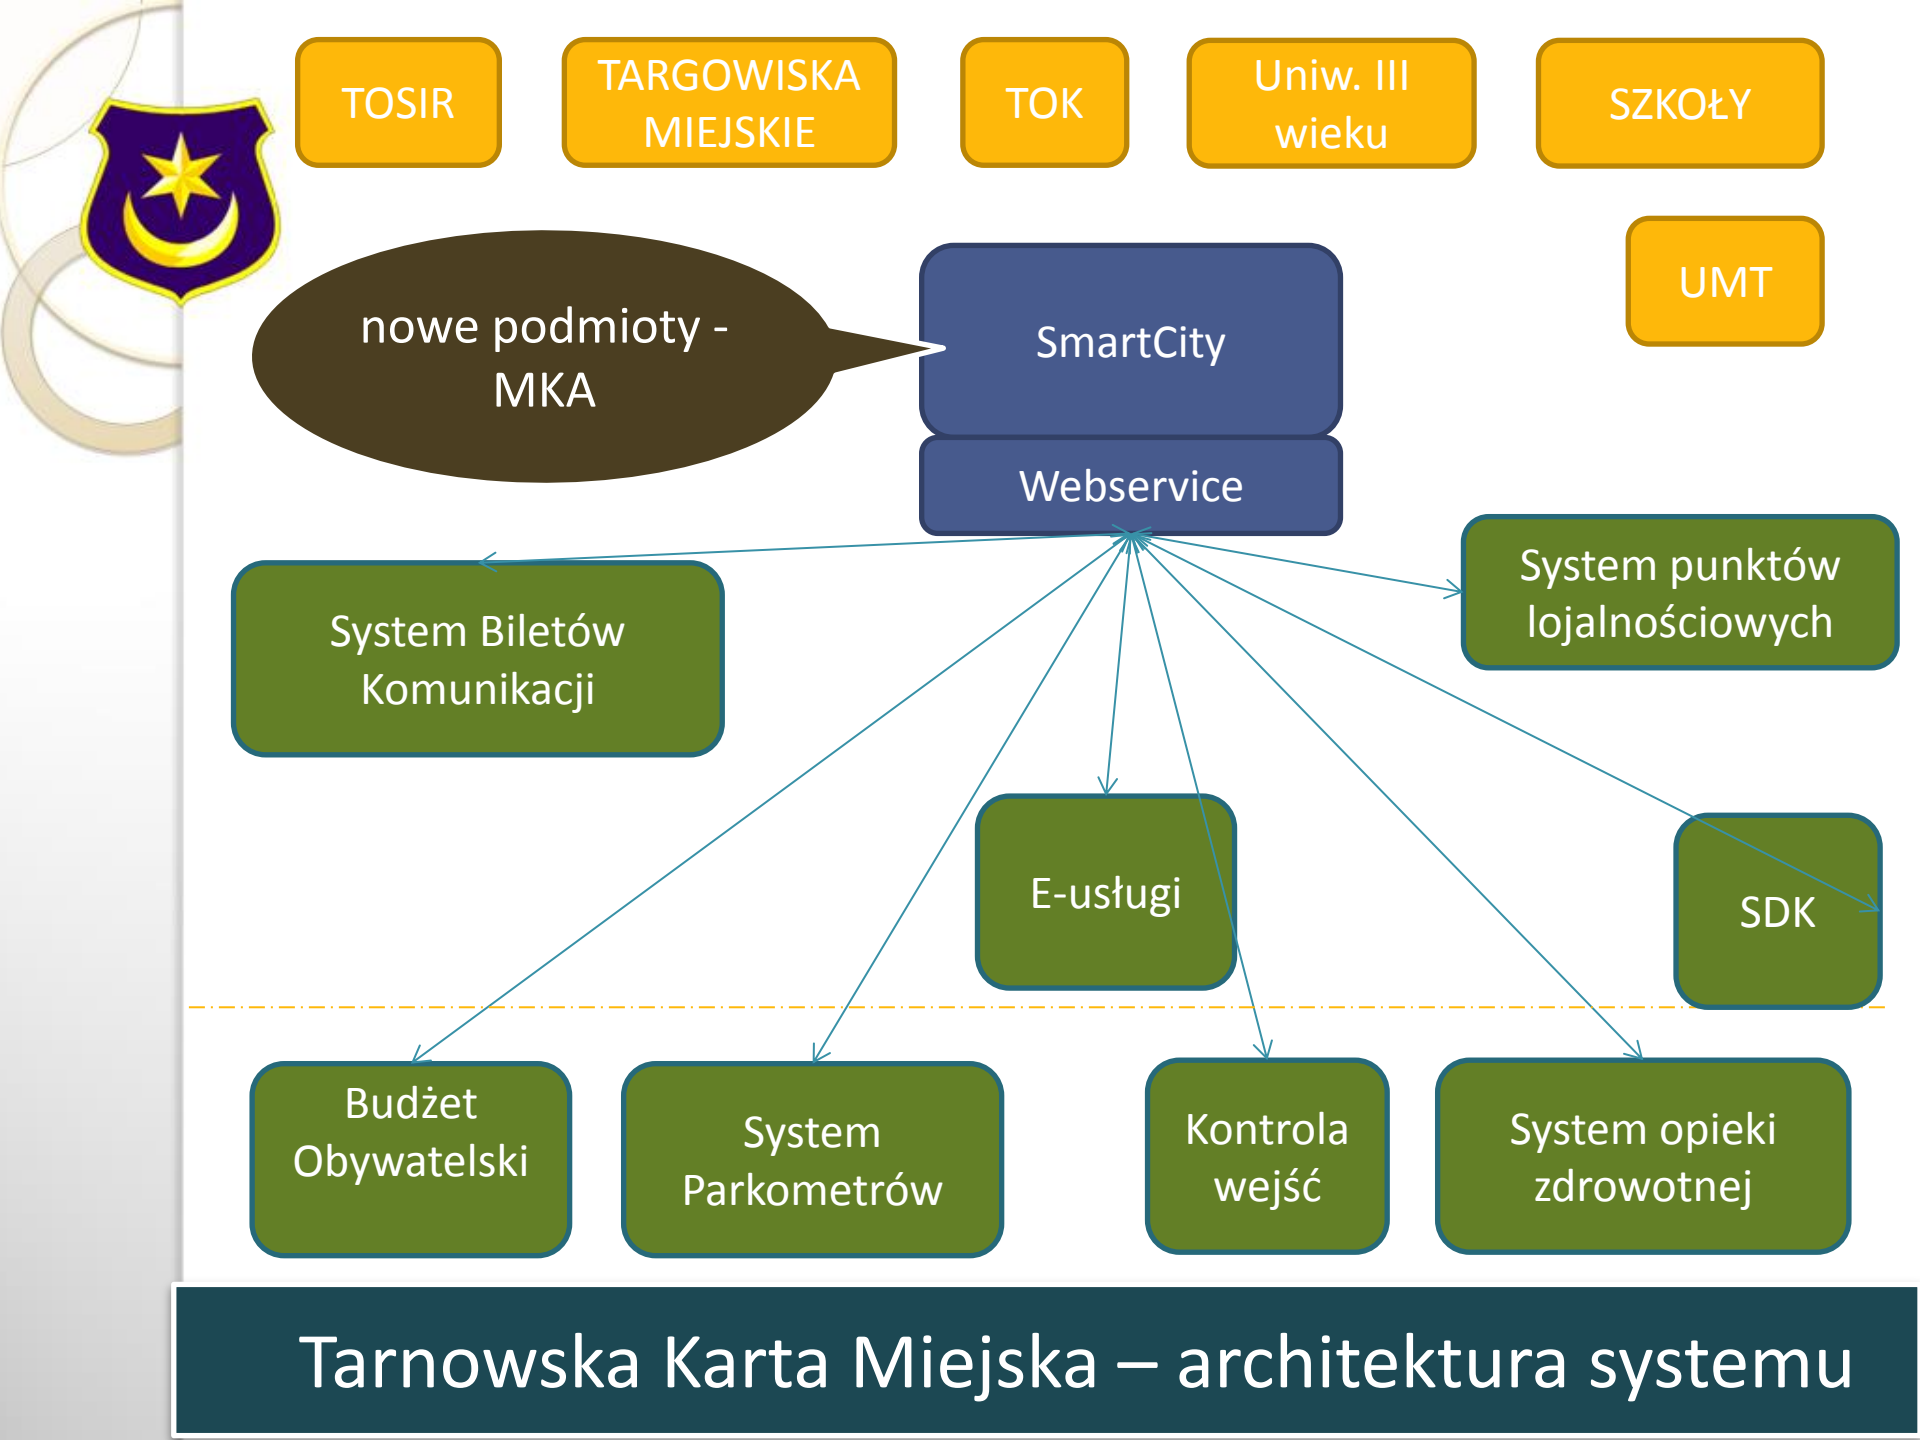 TOSIR
TARGOWISKA
MIEJSKIE
TOK
Uniw. III
wieku
SZKOŁY
UMT
nowe podmioty -
MKA
SmartCity
Webservice
System punktów
lojalnościowych
System Biletów
Komunikacji
E-usługi
SDK
Budżet
Obywatelski
System
Parkometrów
Kontrola
wejść
System opieki
zdrowotnej
Tarnowska Karta Miejska – architektura systemu